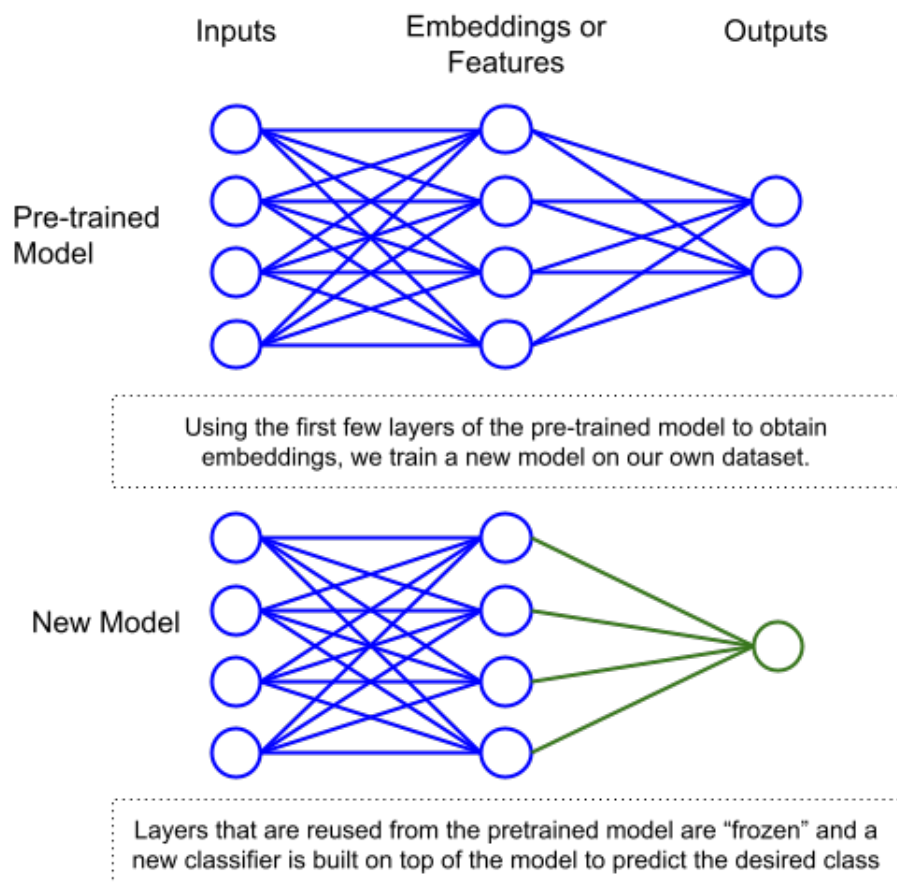 Inputs
Embeddings or
Features
Outputs
Pre-trained
Model
Using the first few layers of the pre-trained model to obtain
embeddings, we train a new model on our own dataset.
New Model
Layers that are reused from the pretrained model are “frozen” and a
new classifier is built on top of the model to predict the desired class